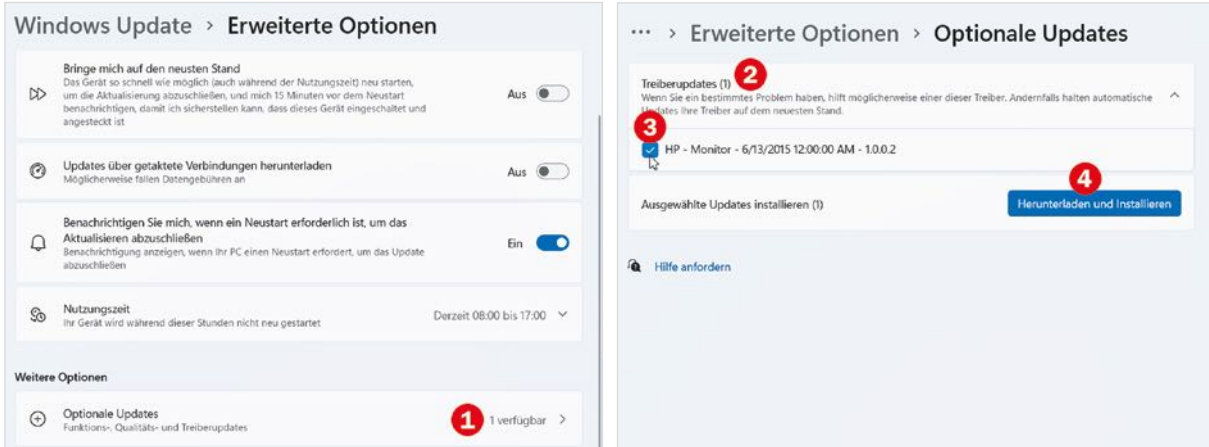 Windows Update > Erweiterte Optionen
Bringe mich auf den neusten Stand
Das Gerät so schnell wie möglich (auch während der Nutzungszeit) neu starten,
um die Aktualisierung abzuschließen, und mich 15 Minuten vor dem Neustart
benachrichtigen, damit ich sicherstellen kann, dass dieses Gerät eingeschaltet und
angesteckt ist
Aus
Updates über getaktete Verbindungen herunterladen
Möglicherweise fallen Datengebühren an
Aus
Benachrichtigen Sie mich, wenn ein Neustart erforderlich ist, um das
Aktualisieren abzuschließen
Benachrichtigung anzeigen, wenn Ihr PC einen Neustart erfordert, um das Update
abzuschließen
Ein
Nutzungszeit
Ihr Gerät wird während dieser Stunden nicht neu gestartet
Derzeit 08:00 bis 17:00
Weitere Optionen
Optionale Updates
Funktions-, Qualitäts- und Treiberupdates
1
1 verfügbar >
... > Erweiterte Optionen > Optionale Updates
Treiberupdates (1)
2
Wenn Sie ein bestimmtes Problem haben, hilft möglicherweise einer dieser Treiber. Andernfalls halten automatische
Updates Ihre Treiber auf dem neuesten Stand.
3
HP - Monitor - 6/13/2015 12:00:00 AM - 1.0.0.2
4
Ausgewählte Updates installieren (1)
Herunterladen und Installieren
Hilfe anfordern